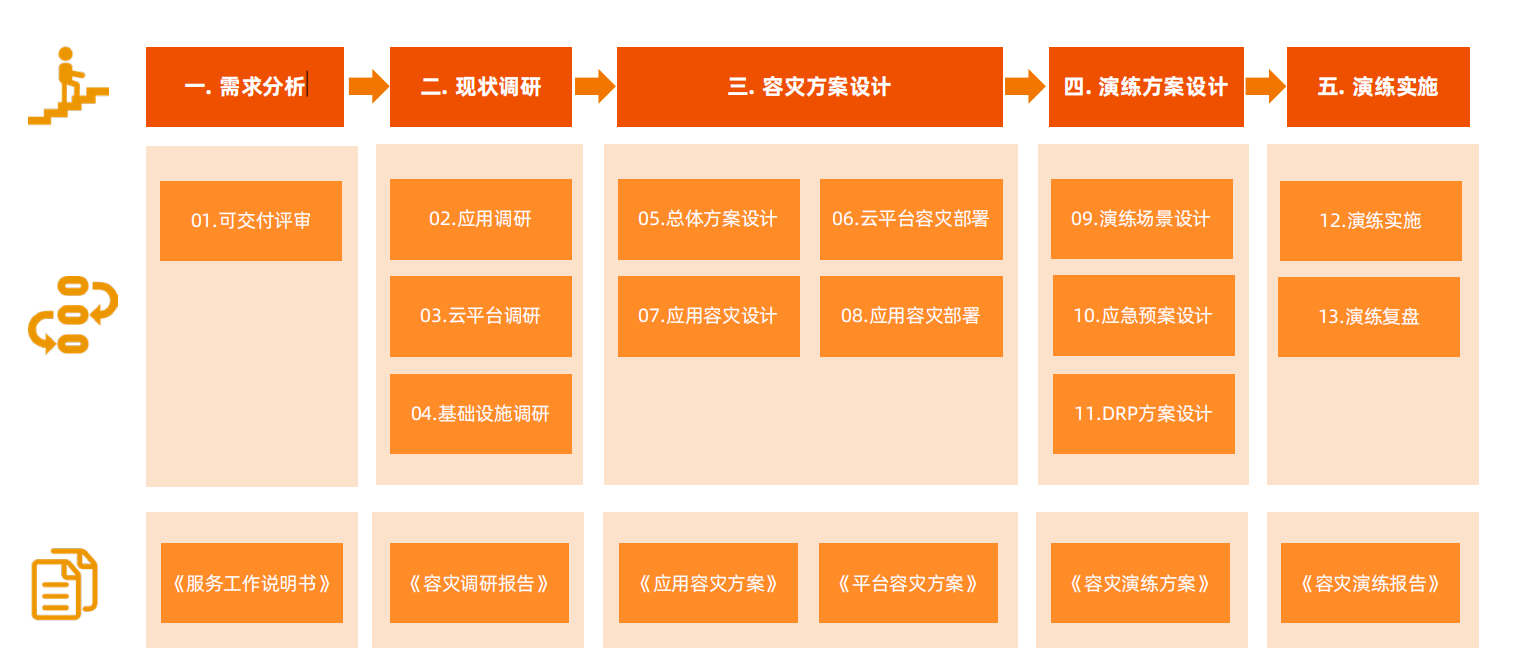 一. 需求分析
二. 现状调研
三. 容灾方案设计
四. 演练方案设计
五. 演练实施
01.可交付评审
02.应用调研
05.总体方案设计
06.云平台容灾部署
09.演练场景设计
12.演练实施
03.云平台调研
07.应用容灾设计
08.应用容灾部署
10.应急预案设计
13.演练复盘
04.基础设施调研
11.DRP方案设计
《服务工作说明书》
《容灾调研报告》
《应用容灾方案》
《平台容灾方案》
《容灾演练方案》
《容灾演练报告》